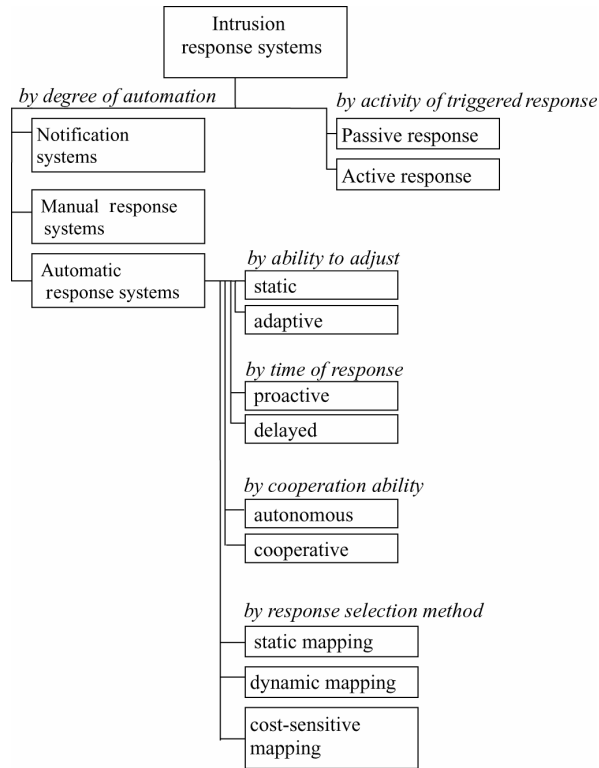 Intrusion
response systems
by degree of automation
by activity of triggered response
Notification
systems
Passive response
Active response
Manual response
systems
Automatic
response systems
by ability to adjust
static
adaptive
by time of response
proactive
delayed
by cooperation ability
autonomous
cooperative
by response selection method
static mapping
dynamic mapping
cost-sensitive
mapping